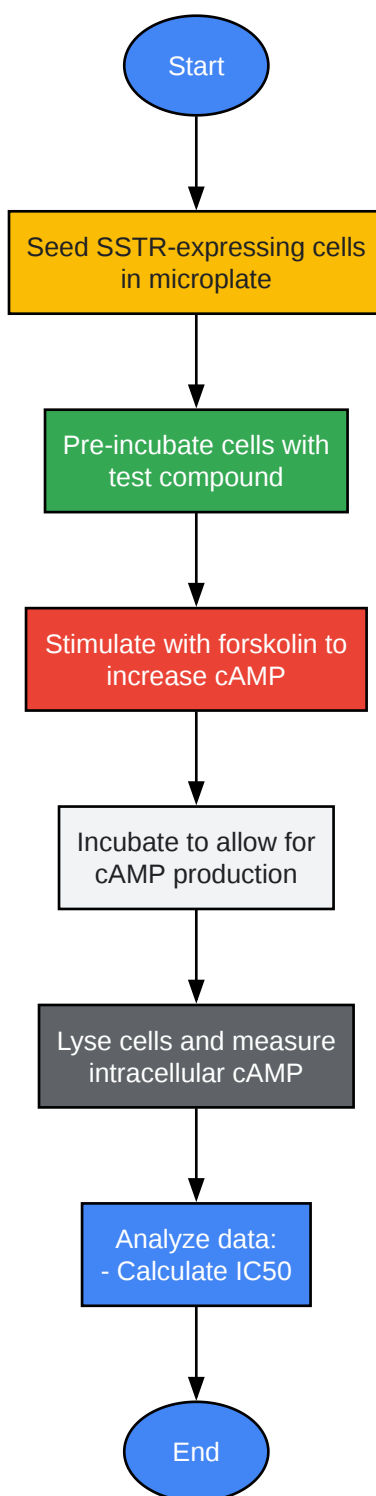 Start
Seed SSTR-expressing cells
in microplate
Pre-incubate cells with
test compound
Stimulate with forskolin to
increase cAMP
Incubate to allow for
cAMP production
Lyse cells and measure
intracellular cAMP
Analyze data:
- Calculate IC50
End